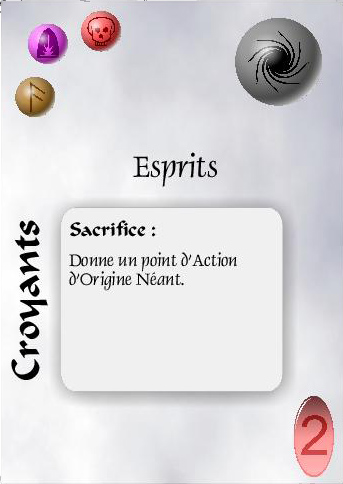 Esprits
Croyants
Sacrifice :
Donne un point d'Action
d'Origine Néant.
2